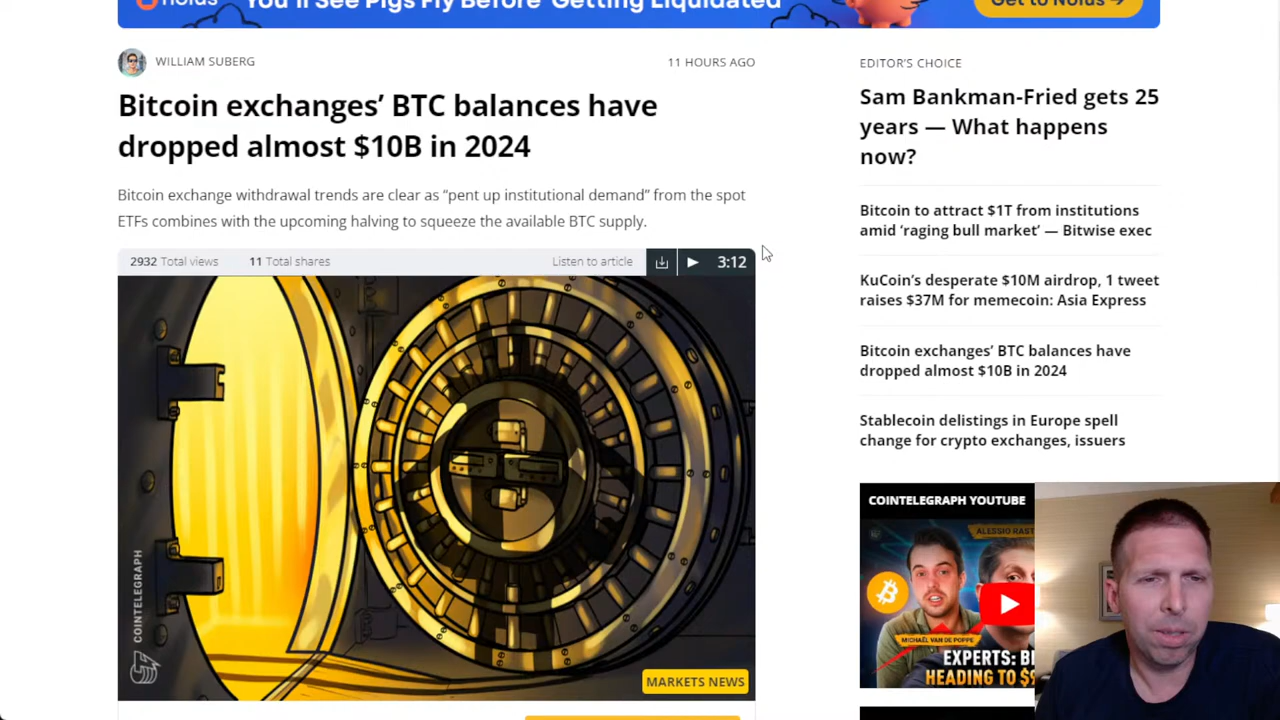 You'll See Pigs Fly Before Getting Liquidated
Get to Nolus →
WILLIAM SUBERG
11 HOURS AGO
Bitcoin exchanges' BTC balances have
dropped almost $10B in 2024
Bitcoin exchange withdrawal trends are clear as “pent up institutional demand” from the spot
ETFs combines with the upcoming halving to squeeze the available BTC supply.
2932 Total views
11 Total shares
Listen to article
3:12
COINTELEGRAPH
MARKETS NEWS
EDITOR'S CHOICE
Sam Bankman-Fried gets 25
years — What happens
now?
Bitcoin to attract $1T from institutions
amid ‘raging bull market’ — Bitwise exec
KuCoin's desperate $10M airdrop, 1 tweet
raises $37M for memecoin: Asia Express
Bitcoin exchanges' BTC balances have
dropped almost $10B in 2024
Stablecoin delistings in Europe spell
change for crypto exchanges, issuers
COINTELEGRAPH YOUTUBE
ALESSIO RAST
MICHAËL VAN DE POPPE
EXPERTS: B
HEADING TO $9